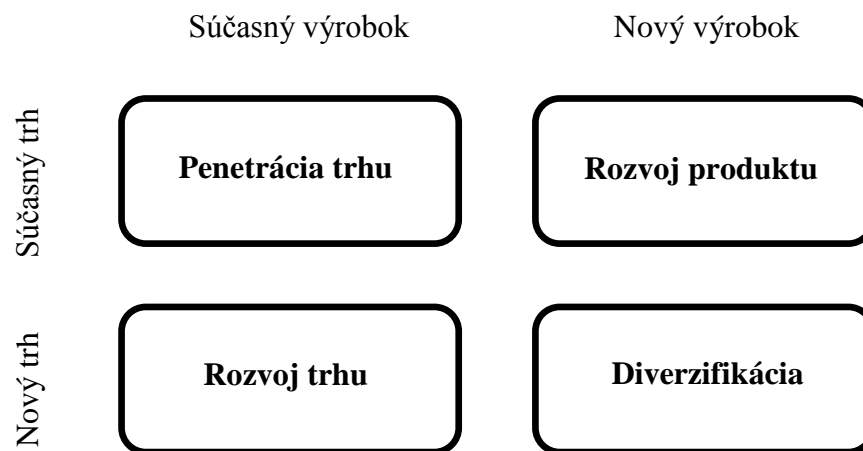 Súčasný výrobok
Nový výrobok
Súčasný trh
Penetrácia trhu
Rozvoj produktu
Nový trh
Rozvoj trhu
Diverzifikácia